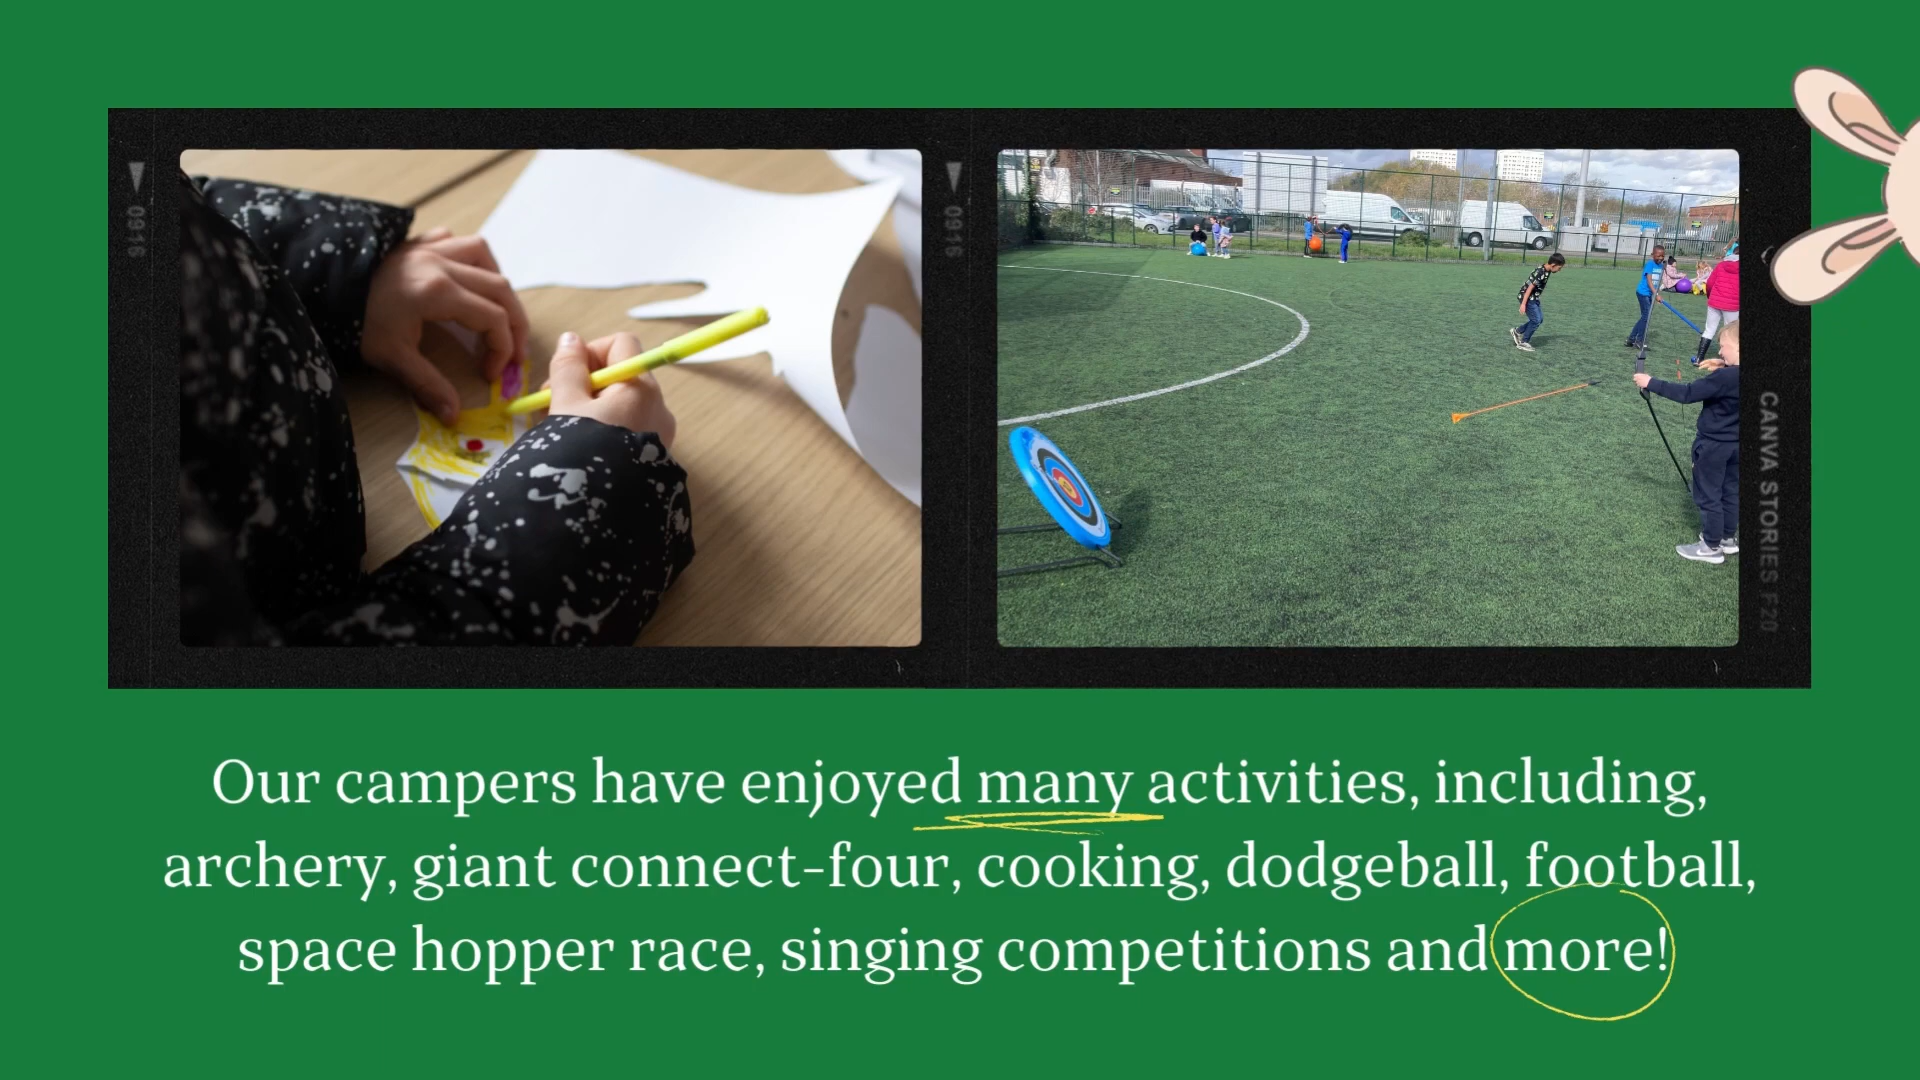 0916
0916
CANVA STORIES F20
Our campers have enjoyed many activities, including,
archery, giant connect-four, cooking, dodgeball, football,
space hopper race, singing competitions and more!